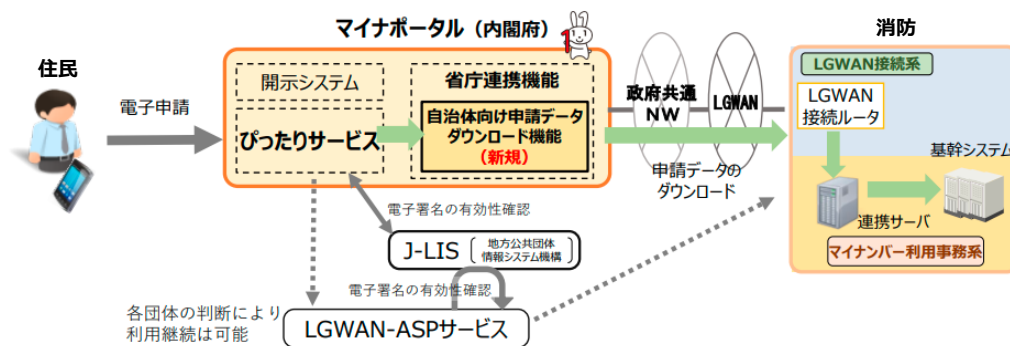 マイナポータル（内閣府）
消防
住民
電子申請
開示システム
ぴったりサービス
省庁連携機能
自治体向け申請データ
ダウンロード機能
（新規）
政府共通
NW
LGWAN
申請データの
ダウンロード
LGWAN接続系
LGWAN
接続ルータ
基幹システム
連携サーバ
マイナンバー利用事務系
電子署名の有効性確認
J-LIS
地方公共団体
情報システム機構
電子署名の有効性確認
各団体の判断により
利用継続は可能
LGWAN-ASPサービス